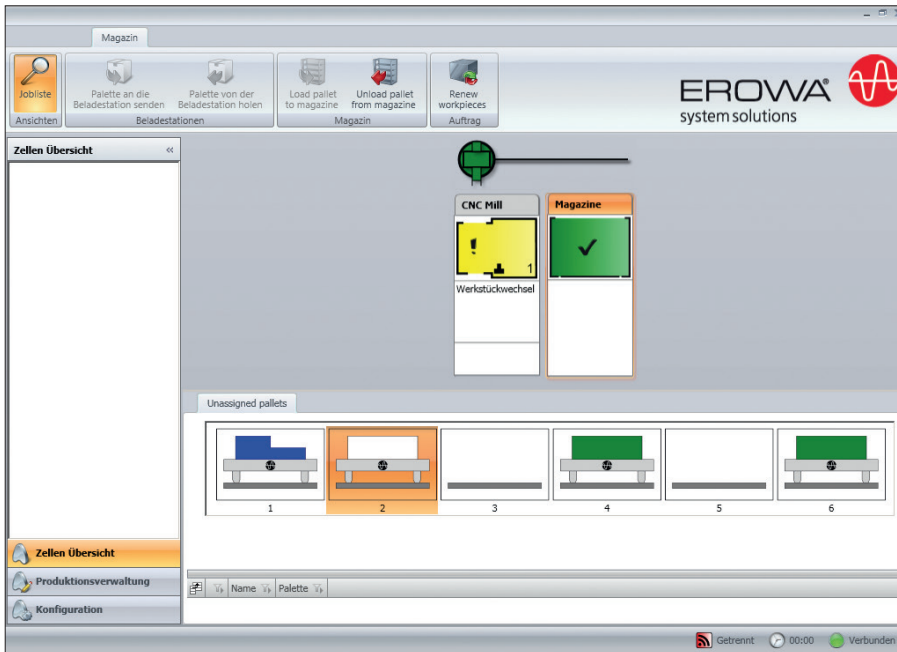 Magazin
Jobliste
Palette an die
Beladestation senden
Palette von der
Beladestation holen
Load pallet
to magazine
Unload pallet
from magazine
Renew
workpieces
Ansichten
Beladestationen
Magazin
Auftrag
EROWA®
system solutions
Zellen Übersicht «
CNC Mill
Magazine
! 1
Werkstückwechsel
Unassigned pallets
1 2 3 4 5 6
Zellen Übersicht
Produktionsverwaltung
Konfiguration
Name Palette
Getrennt 00:00 Verbunden